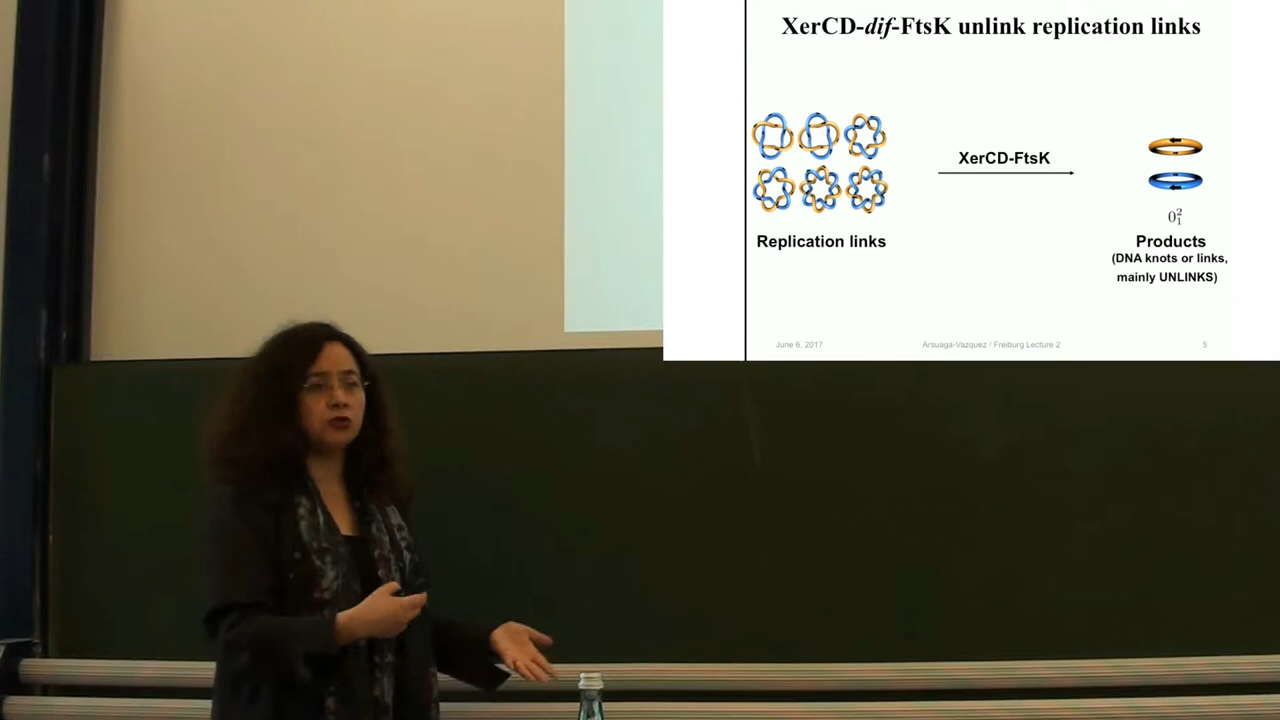 XerCD-dif-FtsK unlink replication links
XerCD-FtsK
0₁²
Replication links
Products
(DNA knots or links,
mainly UNLINKS)
June 6, 2017
Arsuaga-Vazquez / Freiburg Lecture 2
5